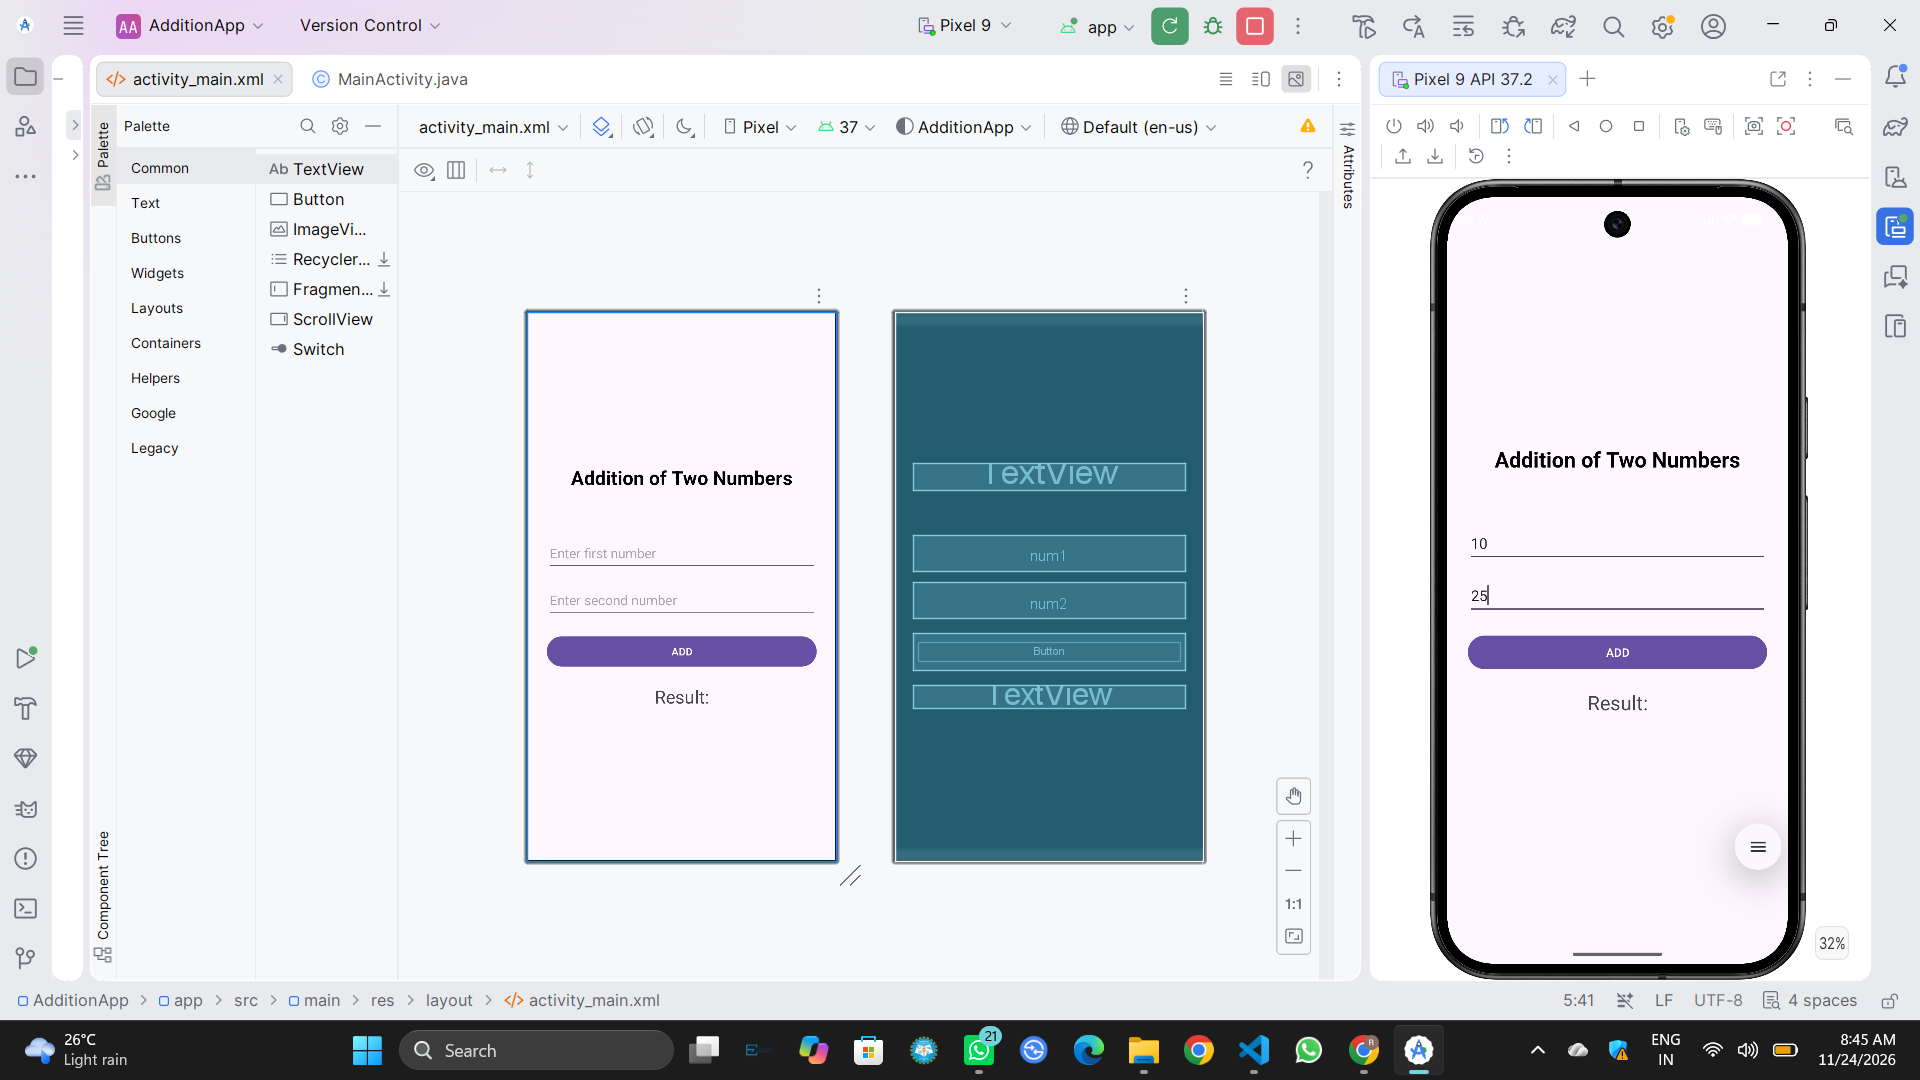 AA AdditionApp
Version Control
Pixel 9
app
activity_main.xml
MainActivity.java
Pixel 9 API 37.2
Palette
Palette
Component Tree
Common
Text
Buttons
Widgets
Layouts
Containers
Helpers
Google
Legacy
Ab TextView
Button
ImageVi...
Recycler...
Fragmen...
ScrollView
Switch
activity_main.xml
Pixel
37
AdditionApp
Default (en-us)
?
Attributes
Addition of Two Numbers
Enter first number
Enter second number
ADD
Result:
TextView
num1
num2
Button
TextView
1:1
Addition of Two Numbers
10
25
ADD
Result:
32%
AdditionApp > app > src > main > res > layout > activity_main.xml
5:41
LF
UTF-8
4 spaces
26°C
Light rain
Search
21
ENG
IN
8:45 AM
11/24/2026